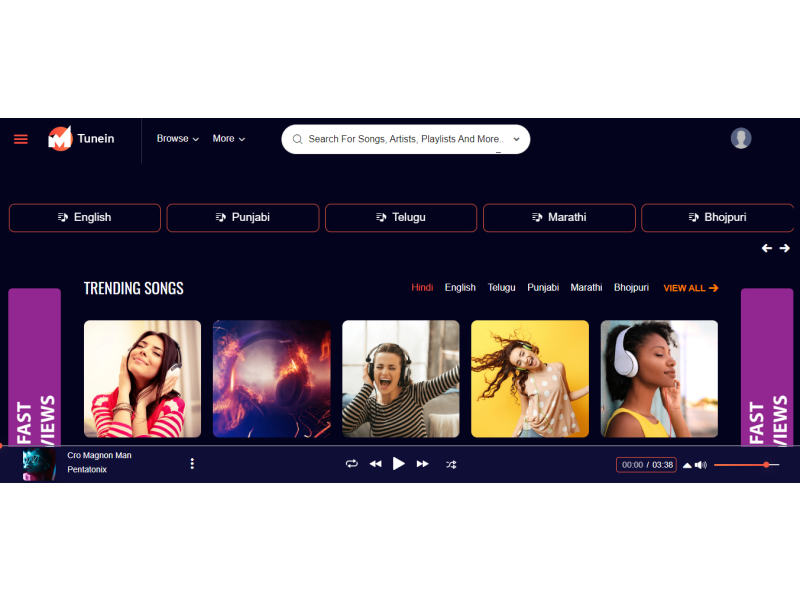 Tunein
Browse
More
Search For Songs, Artists, Playlists And More..
English
Punjabi
Telugu
Marathi
Bhojpuri
TRENDING SONGS
Hindi
English
Telugu
Punjabi
Marathi
Bhojpuri
VIEW ALL
FAST
VIEWS
FAST
VIEWS
Cro Magnon Man
Pentatonix
00:00 / 03:38